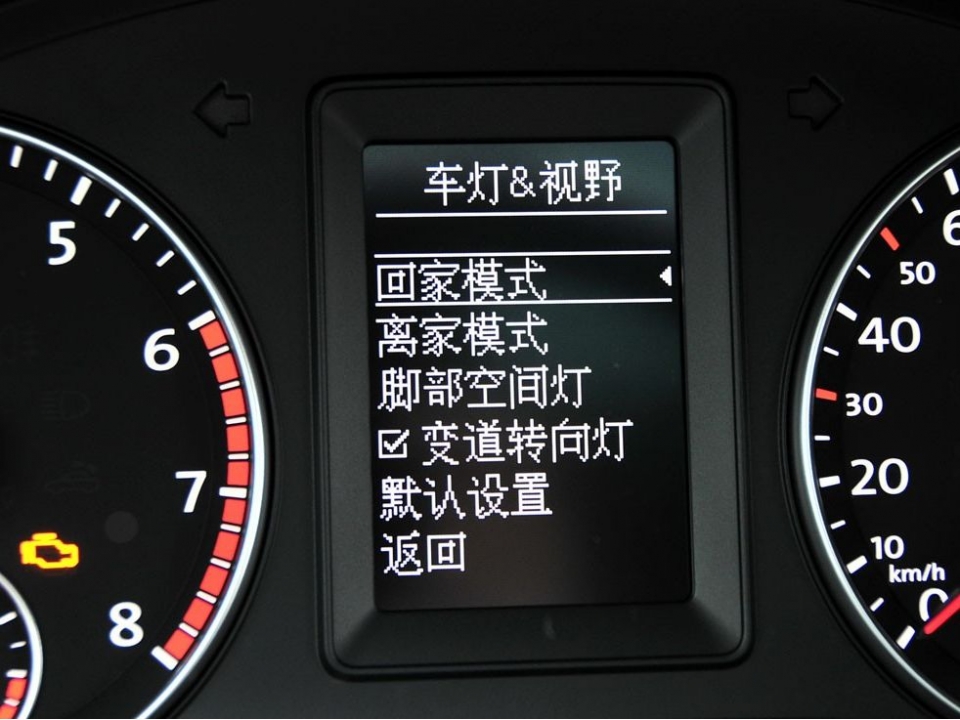 车灯&视野
回家模式
离家模式
脚部空间灯
变道转向灯
默认设置
返回
5
6
7
8
6
50
40
30
20
10
km/h
0